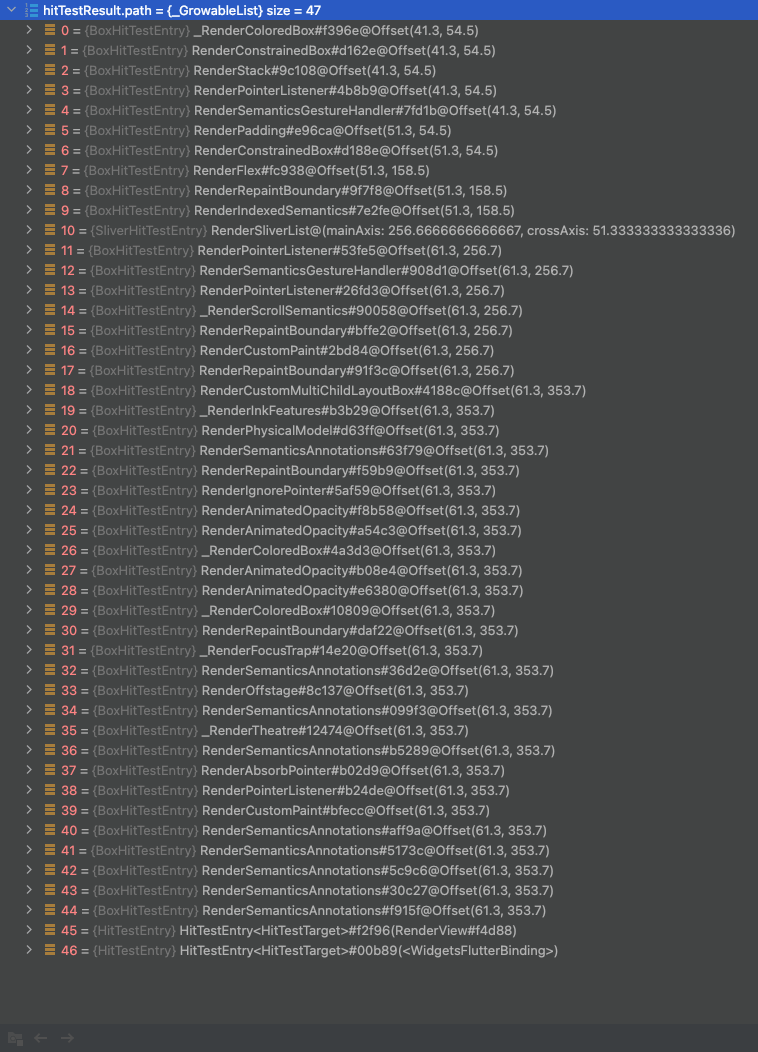 hitTestResult.path = {_GrowableList} size = 47
0 = {BoxHitTestEntry} _RenderColoredBox#f396e@Offset(41.3, 54.5)
1 = {BoxHitTestEntry} RenderConstrainedBox#d162e@Offset(41.3, 54.5)
2 = {BoxHitTestEntry} RenderStack#9c108@Offset(41.3, 54.5)
3 = {BoxHitTestEntry} RenderPointerListener#4b8b9@Offset(41.3, 54.5)
4 = {BoxHitTestEntry} RenderSemanticsGestureHandler#7fd1b@Offset(41.3, 54.5)
5 = {BoxHitTestEntry} RenderPadding#e96ca@Offset(51.3, 54.5)
6 = {BoxHitTestEntry} RenderConstrainedBox#d188e@Offset(51.3, 54.5)
7 = {BoxHitTestEntry} RenderFlex#fc938@Offset(51.3, 158.5)
8 = {BoxHitTestEntry} RenderRepaintBoundary#9f7f8@Offset(51.3, 158.5)
9 = {BoxHitTestEntry} RenderIndexedSemantics#7e2fe@Offset(51.3, 158.5)
10 = {SliverHitTestEntry} RenderSliverList@(mainAxis: 256.6666666666667, crossAxis: 51.333333333333336)
11 = {BoxHitTestEntry} RenderPointerListener#53fe5@Offset(61.3, 256.7)
12 = {BoxHitTestEntry} RenderSemanticsGestureHandler#908d1@Offset(61.3, 256.7)
13 = {BoxHitTestEntry} RenderPointerListener#26fd3@Offset(61.3, 256.7)
14 = {BoxHitTestEntry} _RenderScrollSemantics#90058@Offset(61.3, 256.7)
15 = {BoxHitTestEntry} RenderRepaintBoundary#bffe2@Offset(61.3, 256.7)
16 = {BoxHitTestEntry} RenderCustomPaint#2bd84@Offset(61.3, 256.7)
17 = {BoxHitTestEntry} RenderRepaintBoundary#91f3c@Offset(61.3, 256.7)
18 = {BoxHitTestEntry} RenderCustomMultiChildLayoutBox#4188c@Offset(61.3, 353.7)
19 = {BoxHitTestEntry} _RenderInkFeatures#b3b29@Offset(61.3, 353.7)
20 = {BoxHitTestEntry} RenderPhysicalModel#d63ff@Offset(61.3, 353.7)
21 = {BoxHitTestEntry} RenderSemanticsAnnotations#63f79@Offset(61.3, 353.7)
22 = {BoxHitTestEntry} RenderRepaintBoundary#f59b9@Offset(61.3, 353.7)
23 = {BoxHitTestEntry} RenderIgnorePointer#5af59@Offset(61.3, 353.7)
24 = {BoxHitTestEntry} RenderAnimatedOpacity#f8b58@Offset(61.3, 353.7)
25 = {BoxHitTestEntry} RenderAnimatedOpacity#a54c3@Offset(61.3, 353.7)
26 = {BoxHitTestEntry} _RenderColoredBox#4a3d3@Offset(61.3, 353.7)
27 = {BoxHitTestEntry} RenderAnimatedOpacity#b08e4@Offset(61.3, 353.7)
28 = {BoxHitTestEntry} RenderAnimatedOpacity#e6380@Offset(61.3, 353.7)
29 = {BoxHitTestEntry} _RenderColoredBox#10809@Offset(61.3, 353.7)
30 = {BoxHitTestEntry} RenderRepaintBoundary#daf22@Offset(61.3, 353.7)
31 = {BoxHitTestEntry} _RenderFocusTrap#14e20@Offset(61.3, 353.7)
32 = {BoxHitTestEntry} RenderSemanticsAnnotations#36d2e@Offset(61.3, 353.7)
33 = {BoxHitTestEntry} RenderOffstage#8c137@Offset(61.3, 353.7)
34 = {BoxHitTestEntry} RenderSemanticsAnnotations#099f3@Offset(61.3, 353.7)
35 = {BoxHitTestEntry} _RenderTheatre#12474@Offset(61.3, 353.7)
36 = {BoxHitTestEntry} RenderSemanticsAnnotations#b5289@Offset(61.3, 353.7)
37 = {BoxHitTestEntry} RenderAbsorbPointer#b02d9@Offset(61.3, 353.7)
38 = {BoxHitTestEntry} RenderPointerListener#b24de@Offset(61.3, 353.7)
39 = {BoxHitTestEntry} RenderCustomPaint#bfecc@Offset(61.3, 353.7)
40 = {BoxHitTestEntry} RenderSemanticsAnnotations#aff9a@Offset(61.3, 353.7)
41 = {BoxHitTestEntry} RenderSemanticsAnnotations#5173c@Offset(61.3, 353.7)
42 = {BoxHitTestEntry} RenderSemanticsAnnotations#5c9c6@Offset(61.3, 353.7)
43 = {BoxHitTestEntry} RenderSemanticsAnnotations#30c27@Offset(61.3, 353.7)
44 = {BoxHitTestEntry} RenderSemanticsAnnotations#f915f@Offset(61.3, 353.7)
45 = {HitTestEntry} HitTestEntry<HitTestTarget>#f2f96(RenderView#f4d88)
46 = {HitTestEntry} HitTestEntry<HitTestTarget>#00b89(<WidgetsFlutterBinding>)